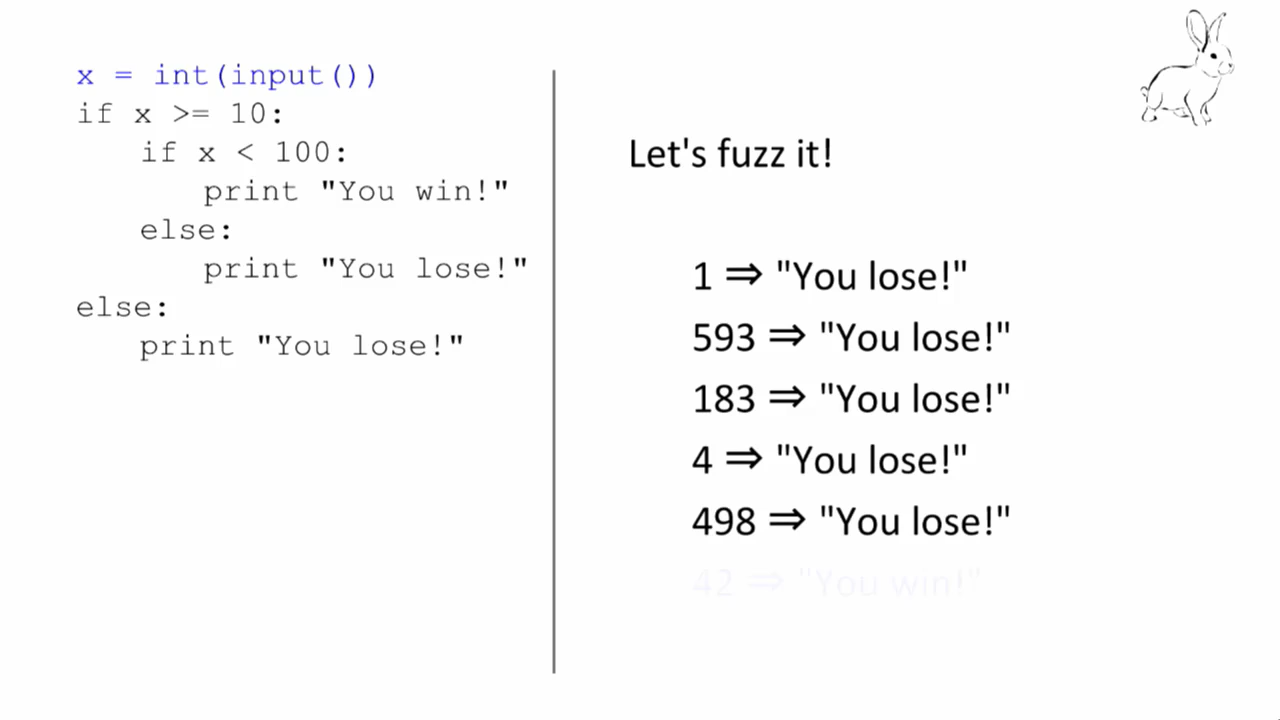 x = int(input())
if x >= 10:
if x < 100:
print "You win!"
else:
print "You lose!"
else:
print "You lose!"
Let's fuzz it!
1 ⇒ "You lose!"
593 ⇒ "You lose!"
183 ⇒ "You lose!"
4 ⇒ "You lose!"
498 ⇒ "You lose!"
42 ⇒ "You win!"